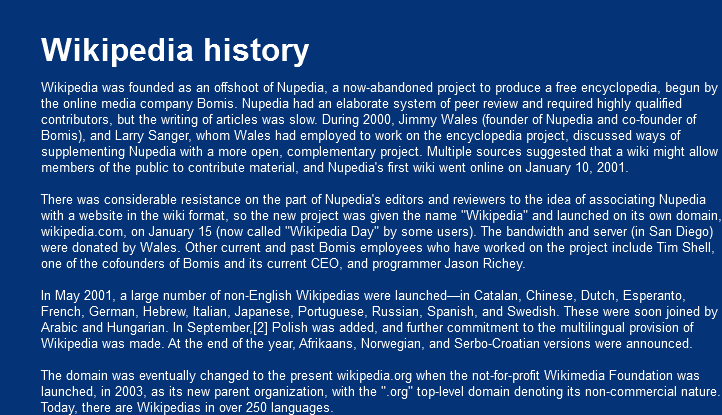 Wikipedia history
Wikipedia was founded as an offshoot of Nupedia, a now-abandoned project to produce a free encyclopedia, begun by
the online media company Bomis. Nupedia had an elaborate system of peer review and required highly qualified
contributors, but the writing of articles was slow. During 2000, Jimmy Wales (founder of Nupedia and co-founder of
Bomis), and Larry Sanger, whom Wales had employed to work on the encyclopedia project, discussed ways of
supplementing Nupedia with a more open, complementary project. Multiple sources suggested that a wiki might allow
members of the public to contribute material, and Nupedia's first wiki went online on January 10, 2001.
There was considerable resistance on the part of Nupedia's editors and reviewers to the idea of associating Nupedia
with a website in the wiki format, so the new project was given the name "Wikipedia" and launched on its own domain,
wikipedia.com, on January 15 (now called "Wikipedia Day" by some users). The bandwidth and server (in San Diego)
were donated by Wales. Other current and past Bomis employees who have worked on the project include Tim Shell,
one of the cofounders of Bomis and its current CEO, and programmer Jason Richey.
In May 2001, a large number of non-English Wikipedias were launched—in Catalan, Chinese, Dutch, Esperanto,
French, German, Hebrew, Italian, Japanese, Portuguese, Russian, Spanish, and Swedish. These were soon joined by
Arabic and Hungarian. In September,[2] Polish was added, and further commitment to the multilingual provision of
Wikipedia was made. At the end of the year, Afrikaans, Norwegian, and Serbo-Croatian versions were announced.
The domain was eventually changed to the present wikipedia.org when the not-for-profit Wikimedia Foundation was
launched, in 2003, as its new parent organization, with the ".org" top-level domain denoting its non-commercial nature.
Today, there are Wikipedias in over 250 languages.